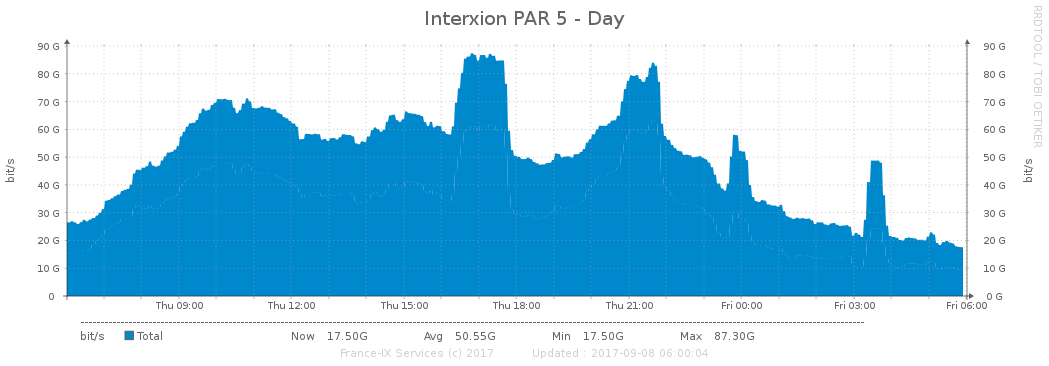 Interxion PAR 5 - Day
RRDTOOL / TOBI OETIKER
bit/s
bit/s
90 G 90 G
80 G 80 G
70 G 70 G
60 G 60 G
50 G 50 G
40 G 40 G
30 G 30 G
20 G 20 G
10 G 10 G
0 0 G
Thu 09:00 Thu 12:00 Thu 15:00 Thu 18:00 Thu 21:00 Fri 00:00 Fri 03:00 Fri 06:00
bit/s Total Now 17.50G Avg 50.55G Min 17.50G Max 87.30G
France-IX Services (c) 2017 Updated : 2017-09-08 06:00:04